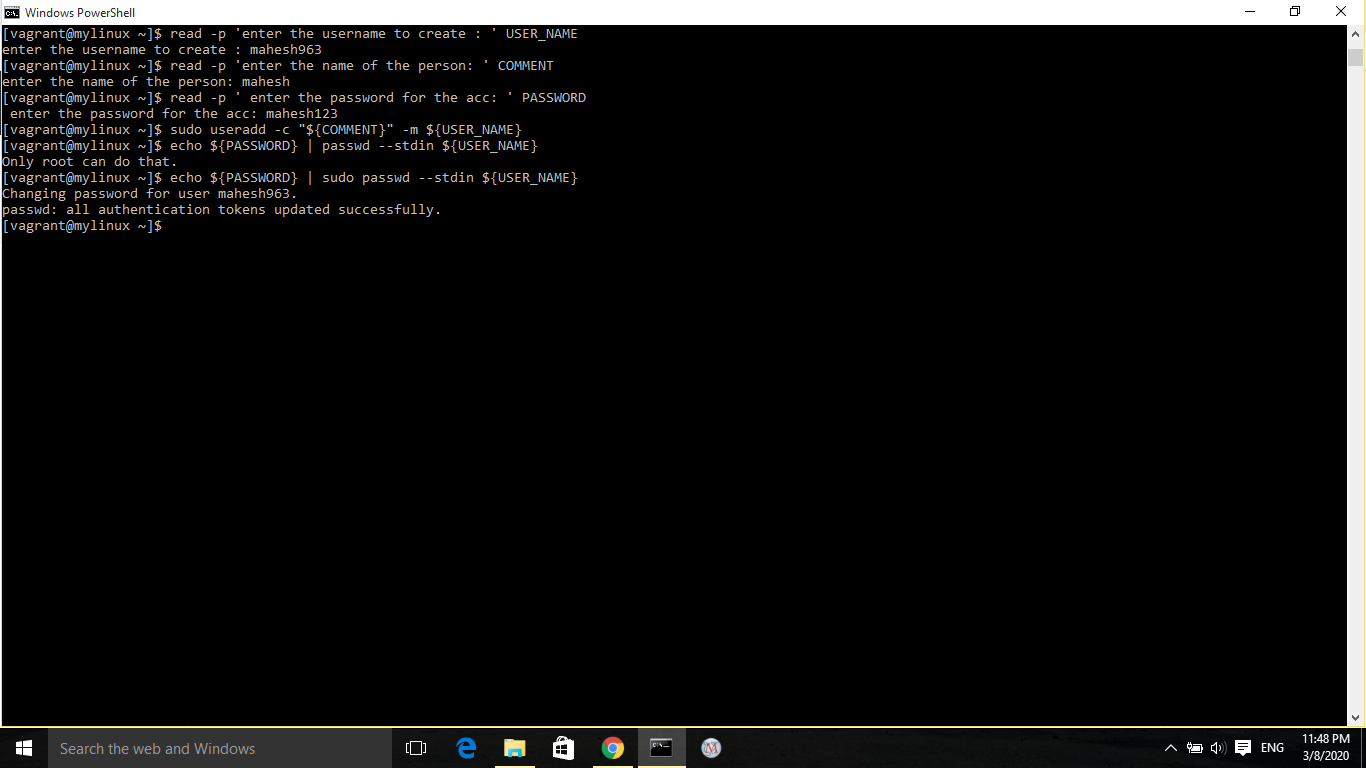 Windows PowerShell
[vagrant@mylinux ~]$ read -p 'enter the username to create : ' USER_NAME
enter the username to create : mahesh963
[vagrant@mylinux ~]$ read -p 'enter the name of the person: ' COMMENT
enter the name of the person: mahesh
[vagrant@mylinux ~]$ read -p ' enter the password for the acc: ' PASSWORD
 enter the password for the acc: mahesh123
[vagrant@mylinux ~]$ sudo useradd -c "${COMMENT}" -m ${USER_NAME}
[vagrant@mylinux ~]$ echo ${PASSWORD} | passwd --stdin ${USER_NAME}
Only root can do that.
[vagrant@mylinux ~]$ echo ${PASSWORD} | sudo passwd --stdin ${USER_NAME}
Changing password for user mahesh963.
passwd: all authentication tokens updated successfully.
[vagrant@mylinux ~]$
Search the web and Windows
ENG
11:48 PM
3/8/2020